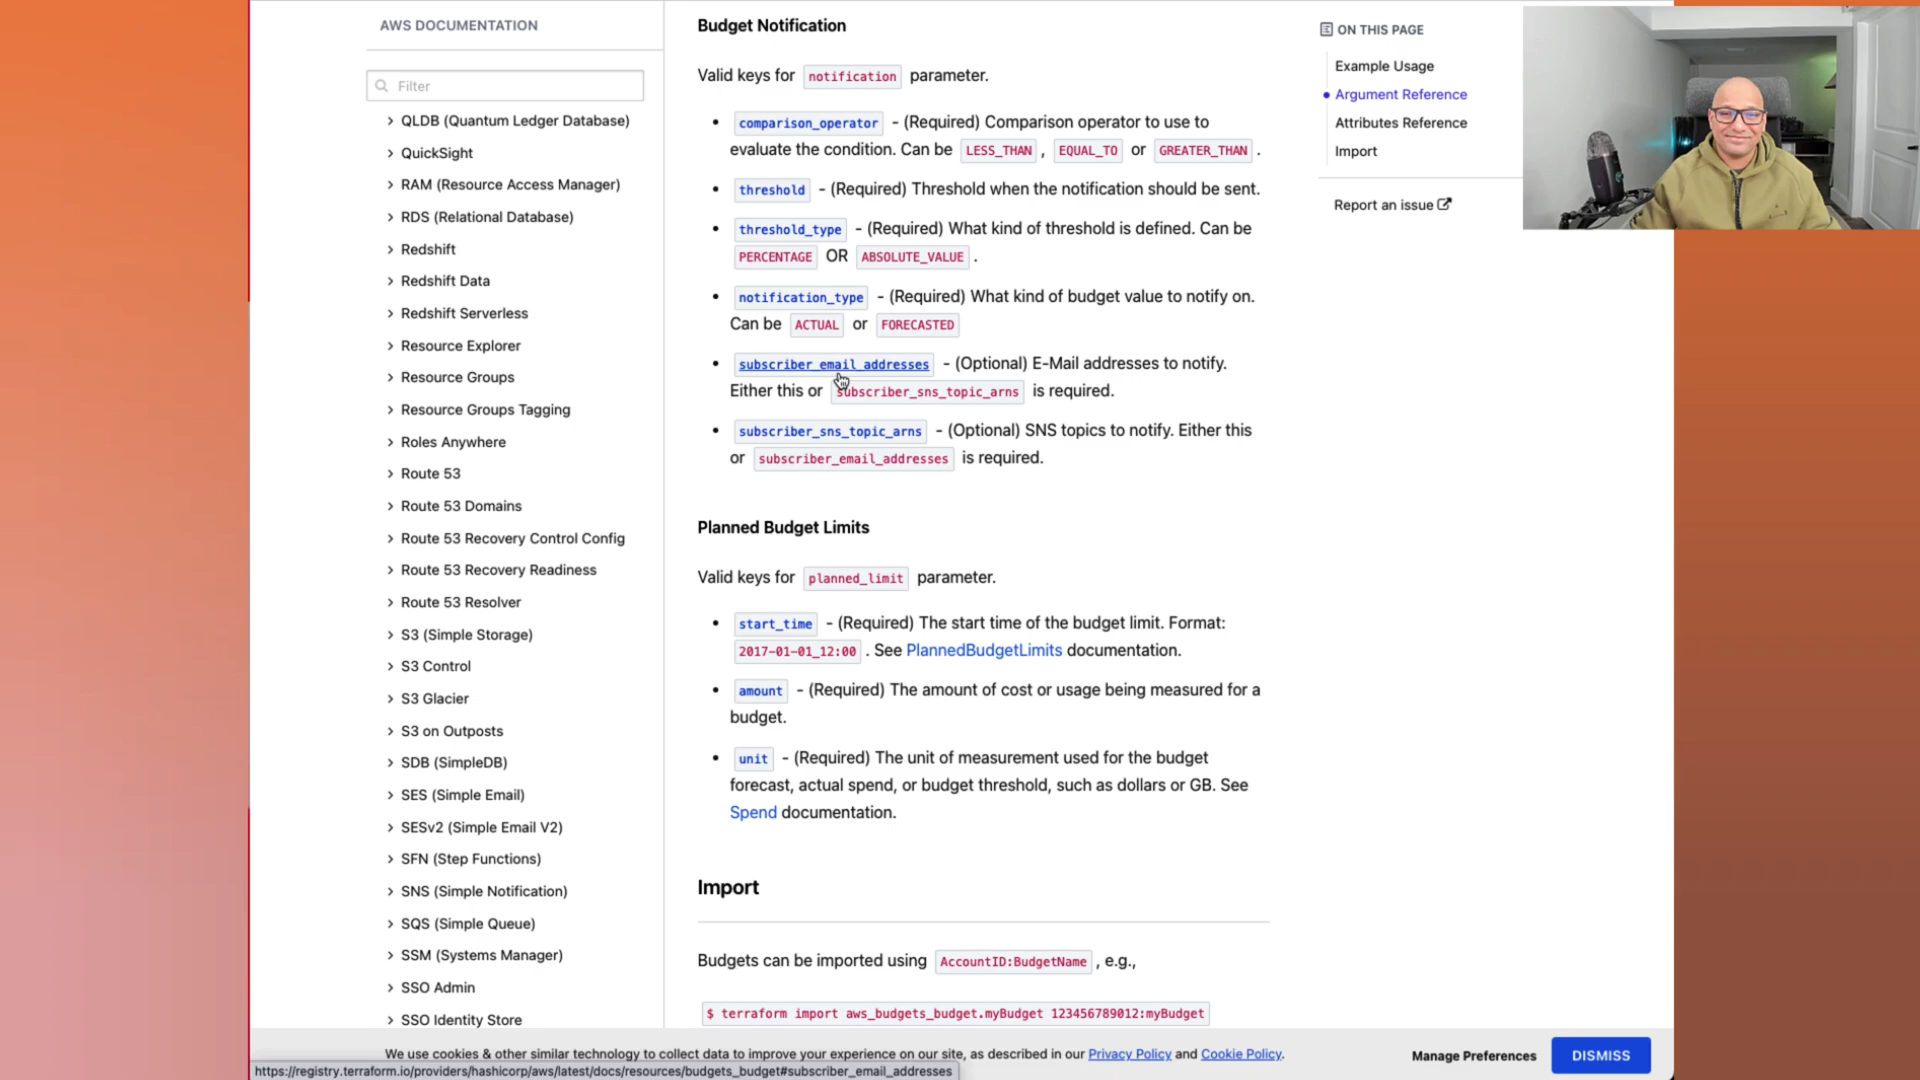 AWS DOCUMENTATION
Filter
QLDB (Quantum Ledger Database)
QuickSight
RAM (Resource Access Manager)
RDS (Relational Database)
Redshift
Redshift Data
Redshift Serverless
Resource Explorer
Resource Groups
Resource Groups Tagging
Roles Anywhere
Route 53
Route 53 Domains
Route 53 Recovery Control Config
Route 53 Recovery Readiness
Route 53 Resolver
S3 (Simple Storage)
S3 Control
S3 Glacier
S3 on Outposts
SDB (SimpleDB)
SES (Simple Email)
SESv2 (Simple Email V2)
SFN (Step Functions)
SNS (Simple Notification)
SQS (Simple Queue)
SSM (Systems Manager)
SSO Admin
SSO Identity Store
Budget Notification
Valid keys for notification parameter.
• comparison_operator - (Required) Comparison operator to use to
evaluate the condition. Can be LESS_THAN , EQUAL_TO or GREATER_THAN .
• threshold - (Required) Threshold when the notification should be sent.
• threshold_type - (Required) What kind of threshold is defined. Can be
PERCENTAGE OR ABSOLUTE_VALUE .
• notification_type - (Required) What kind of budget value to notify on.
Can be ACTUAL or FORECASTED
• subscriber_email_addresses - (Optional) E-Mail addresses to notify.
Either this or subscriber_sns_topic_arns is required.
• subscriber_sns_topic_arns - (Optional) SNS topics to notify. Either this
or subscriber_email_addresses is required.
Planned Budget Limits
Valid keys for planned_limit parameter.
• start_time - (Required) The start time of the budget limit. Format:
2017-01-01_12:00 . See PlannedBudgetLimits documentation.
• amount - (Required) The amount of cost or usage being measured for a
budget.
• unit - (Required) The unit of measurement used for the budget
forecast, actual spend, or budget threshold, such as dollars or GB. See
Spend documentation.
Import
Budgets can be imported using AccountID:BudgetName , e.g.,
$ terraform import aws_budgets_budget.myBudget 123456789012:myBudget
ON THIS PAGE
Example Usage
• Argument Reference
Attributes Reference
Import
Report an issue
We use cookies & other similar technology to collect data to improve your experience on our site, as described in our Privacy Policy and Cookie Policy.
Manage Preferences
DISMISS
https://registry.terraform.io/providers/hashicorp/aws/latest/docs/resources/budgets_budget#subscriber_email_addresses